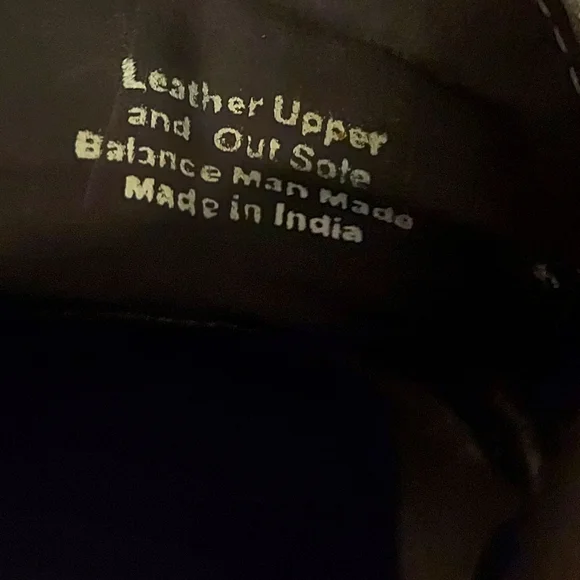 Leather Upper
and Out Sole
Balance Man Made
Made in India